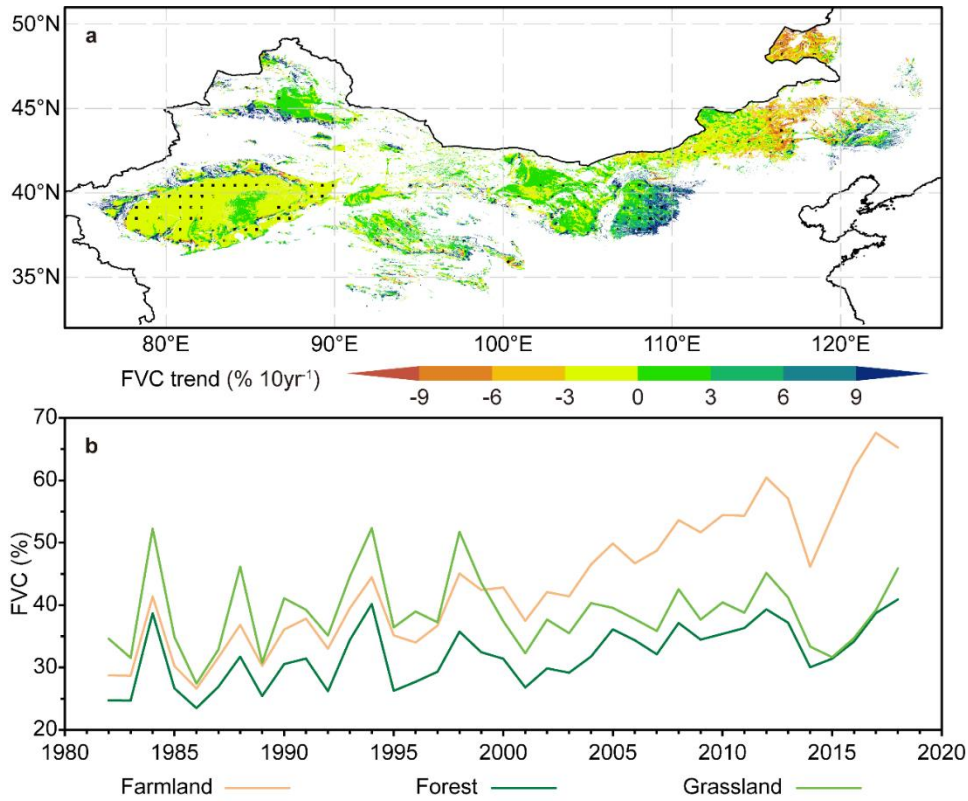 50°N
a
45°N
40°N
35°N
80°E 90°E 100°E 110°E 120°E
FVC trend (% 10yr⁻¹)
-9 -6 -3 0 3 6 9
70
b
60
50
FVC (%)
40
30
20
1980 1985 1990 1995 2000 2005 2010 2015 2020
Farmland Forest Grassland